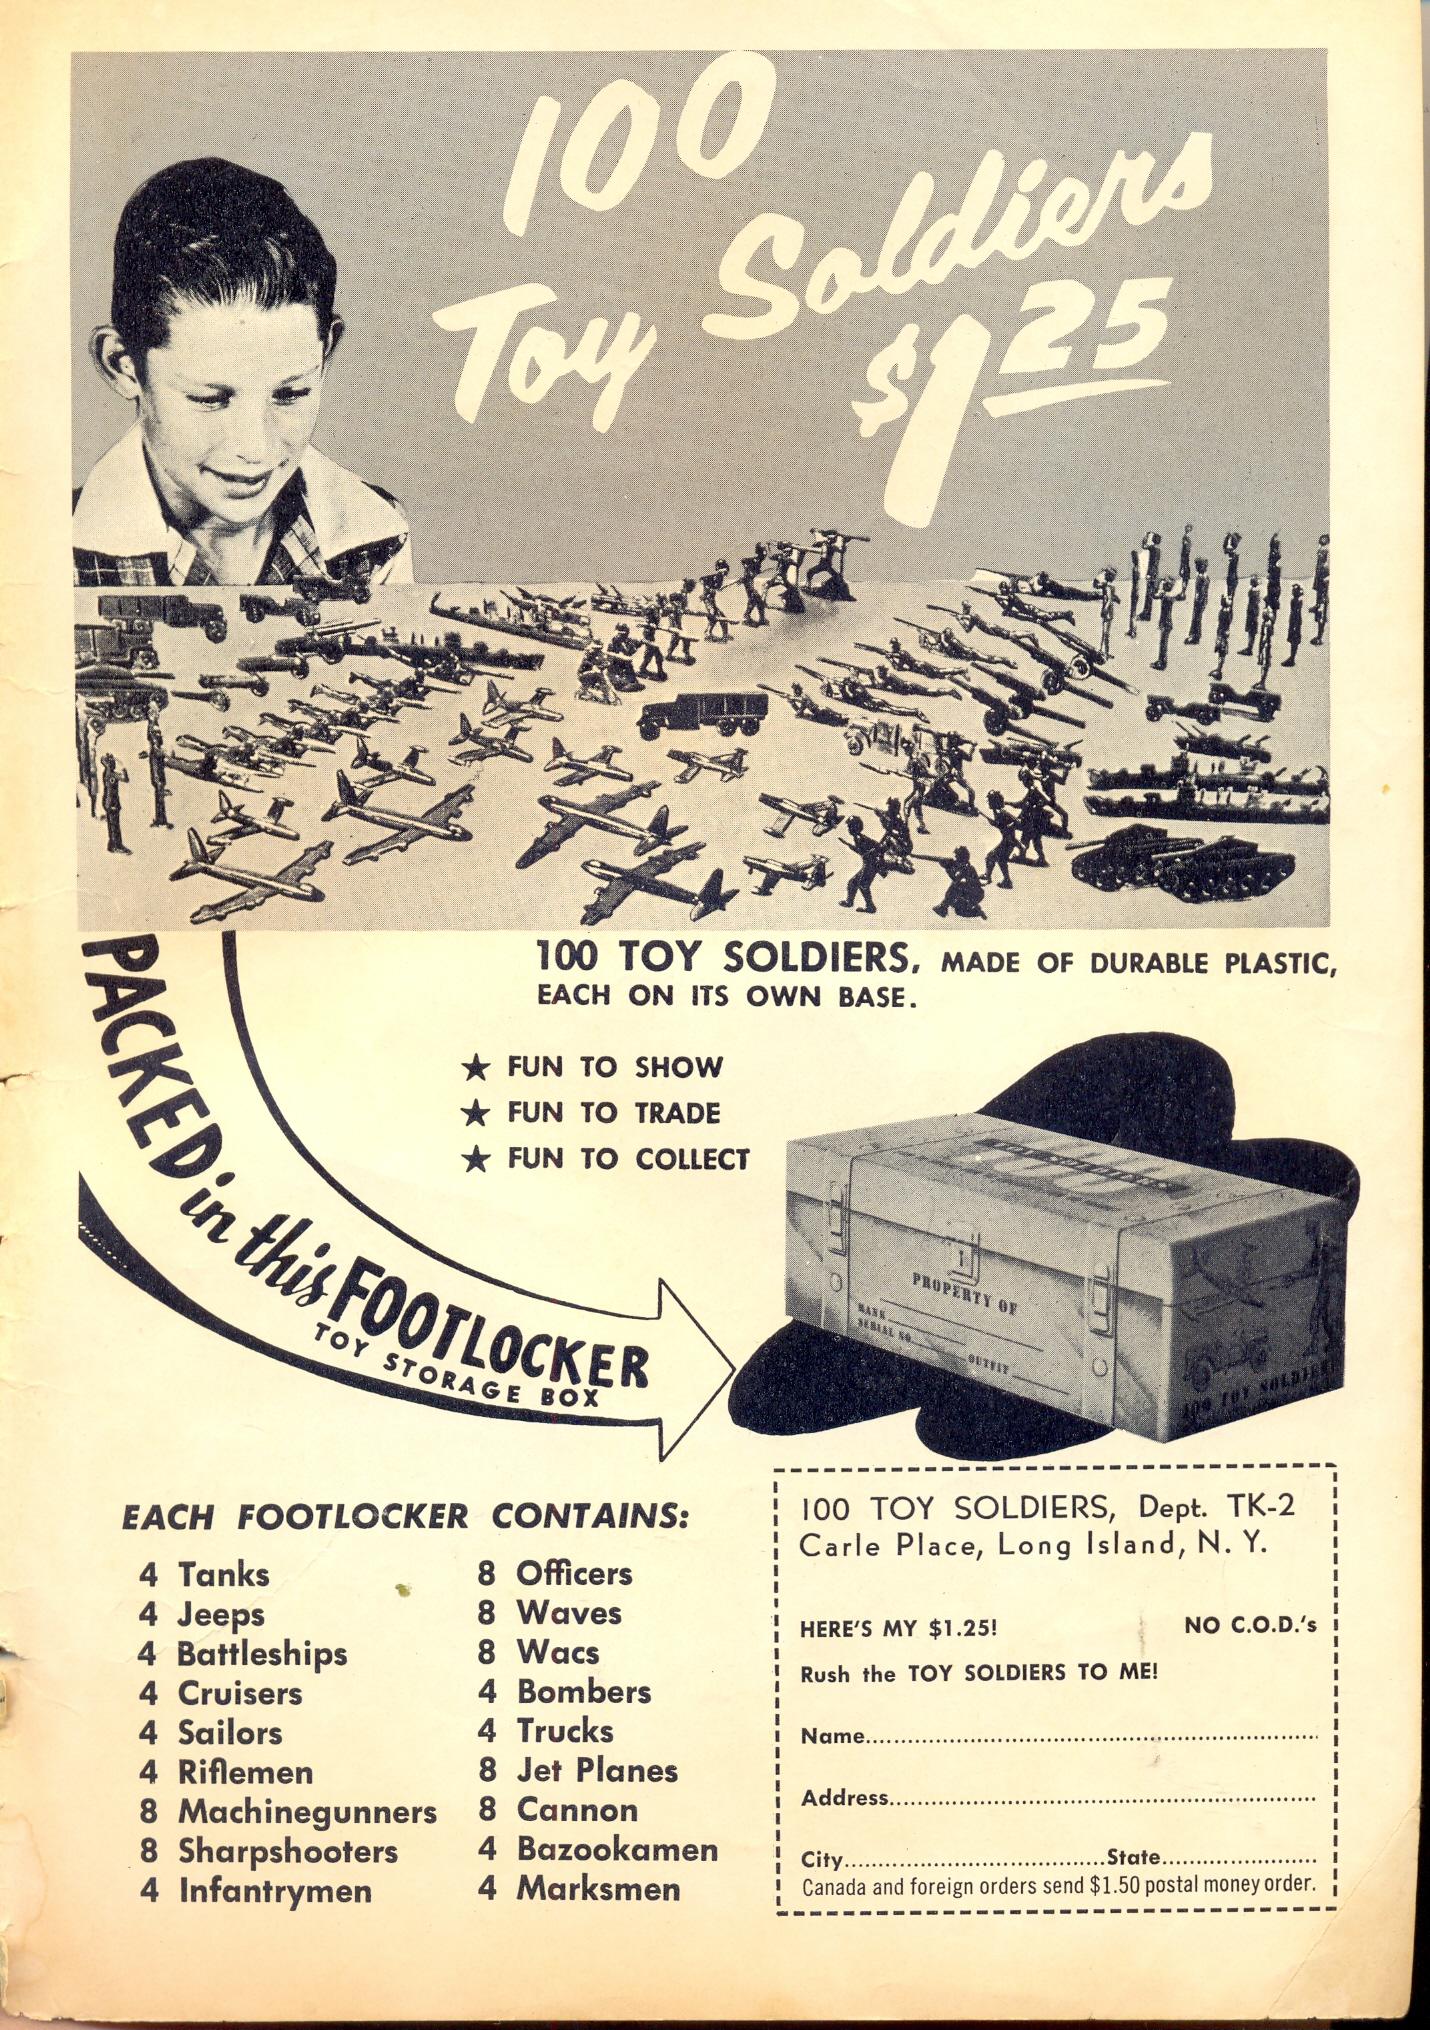 100
Toy Soldiers
$1 25
100 TOY SOLDIERS, MADE OF DURABLE PLASTIC,
EACH ON ITS OWN BASE.
★ FUN TO SHOW
★ FUN TO TRADE
★ FUN TO COLLECT
PACKED in this FOOTLOCKER
TOY STORAGE BOX
PROPERTY OF
RANK
SERIAL NO.
OUTFIT
100 TOY SOLDIERS
EACH FOOTLOCKER CONTAINS:
4 Tanks
4 Jeeps
4 Battleships
4 Cruisers
4 Sailors
4 Riflemen
8 Machinegunners
8 Sharpshooters
4 Infantrymen
8 Officers
8 Waves
8 Wacs
4 Bombers
4 Trucks
8 Jet Planes
8 Cannon
4 Bazookamen
4 Marksmen
100 TOY SOLDIERS, Dept. TK-2
Carle Place, Long Island, N. Y.
HERE'S MY $1.25! NO C.O.D.'s
Rush the TOY SOLDIERS TO ME!
Name
Address
City State
Canada and foreign orders send $1.50 postal money order.